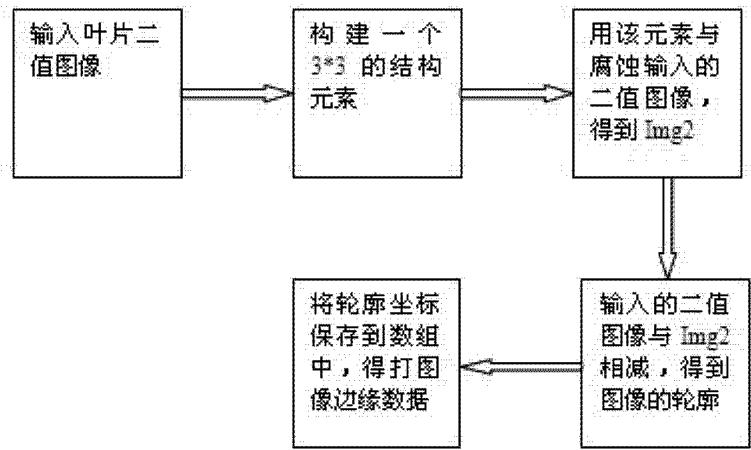 输入叶片二
值图像
构建一个
3*3 的结构
元素
用该元素与
腐蚀输入的
二值图像，
得到 Img2
输入的二值
图像与 Img2
相减，得到
图像的轮廓
将轮廓坐标
保存到数组
中，得打图
像边缘数据